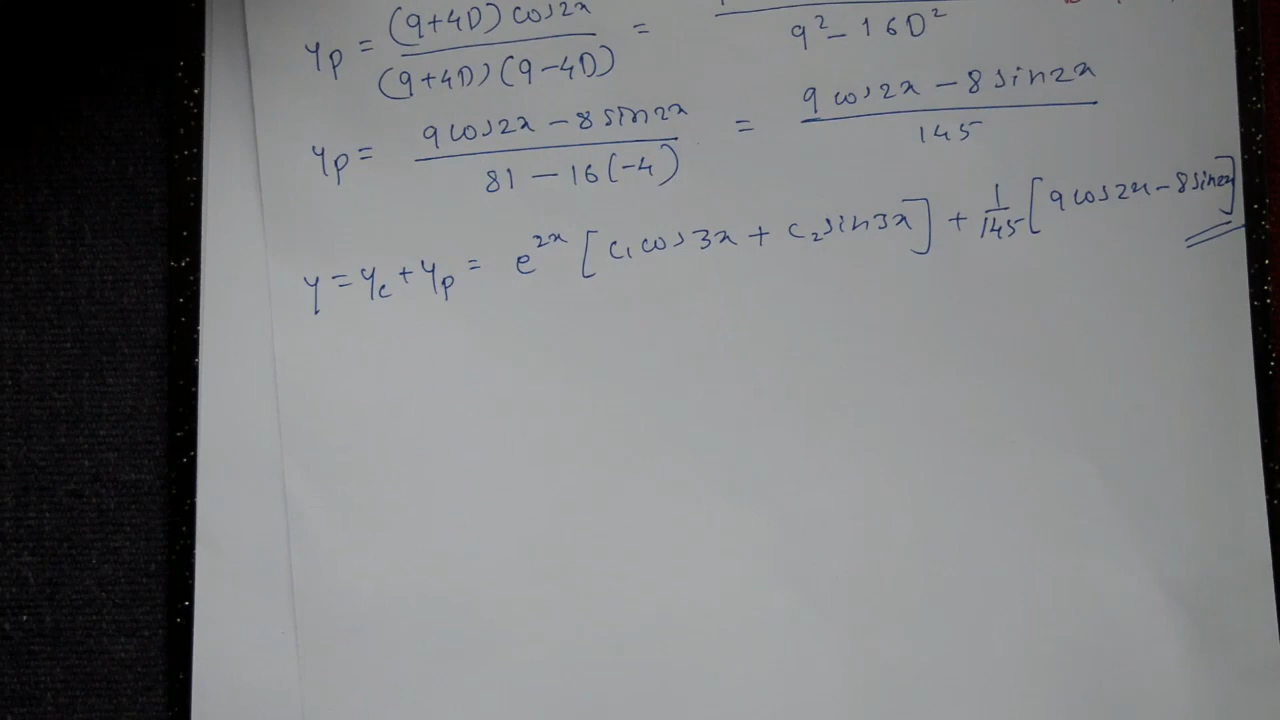 yp = (9+4D) cos2x / (9+4D)(9-4D) = / 9² - 16D²
yp = 9cos2x - 8sin2x / 81 - 16(-4) = 9cos2x - 8sin2x / 145
y = yc + yp = e^2x [c₁cos3x + c₂sin3x] + 1/145 [9cos2x - 8sin2x]